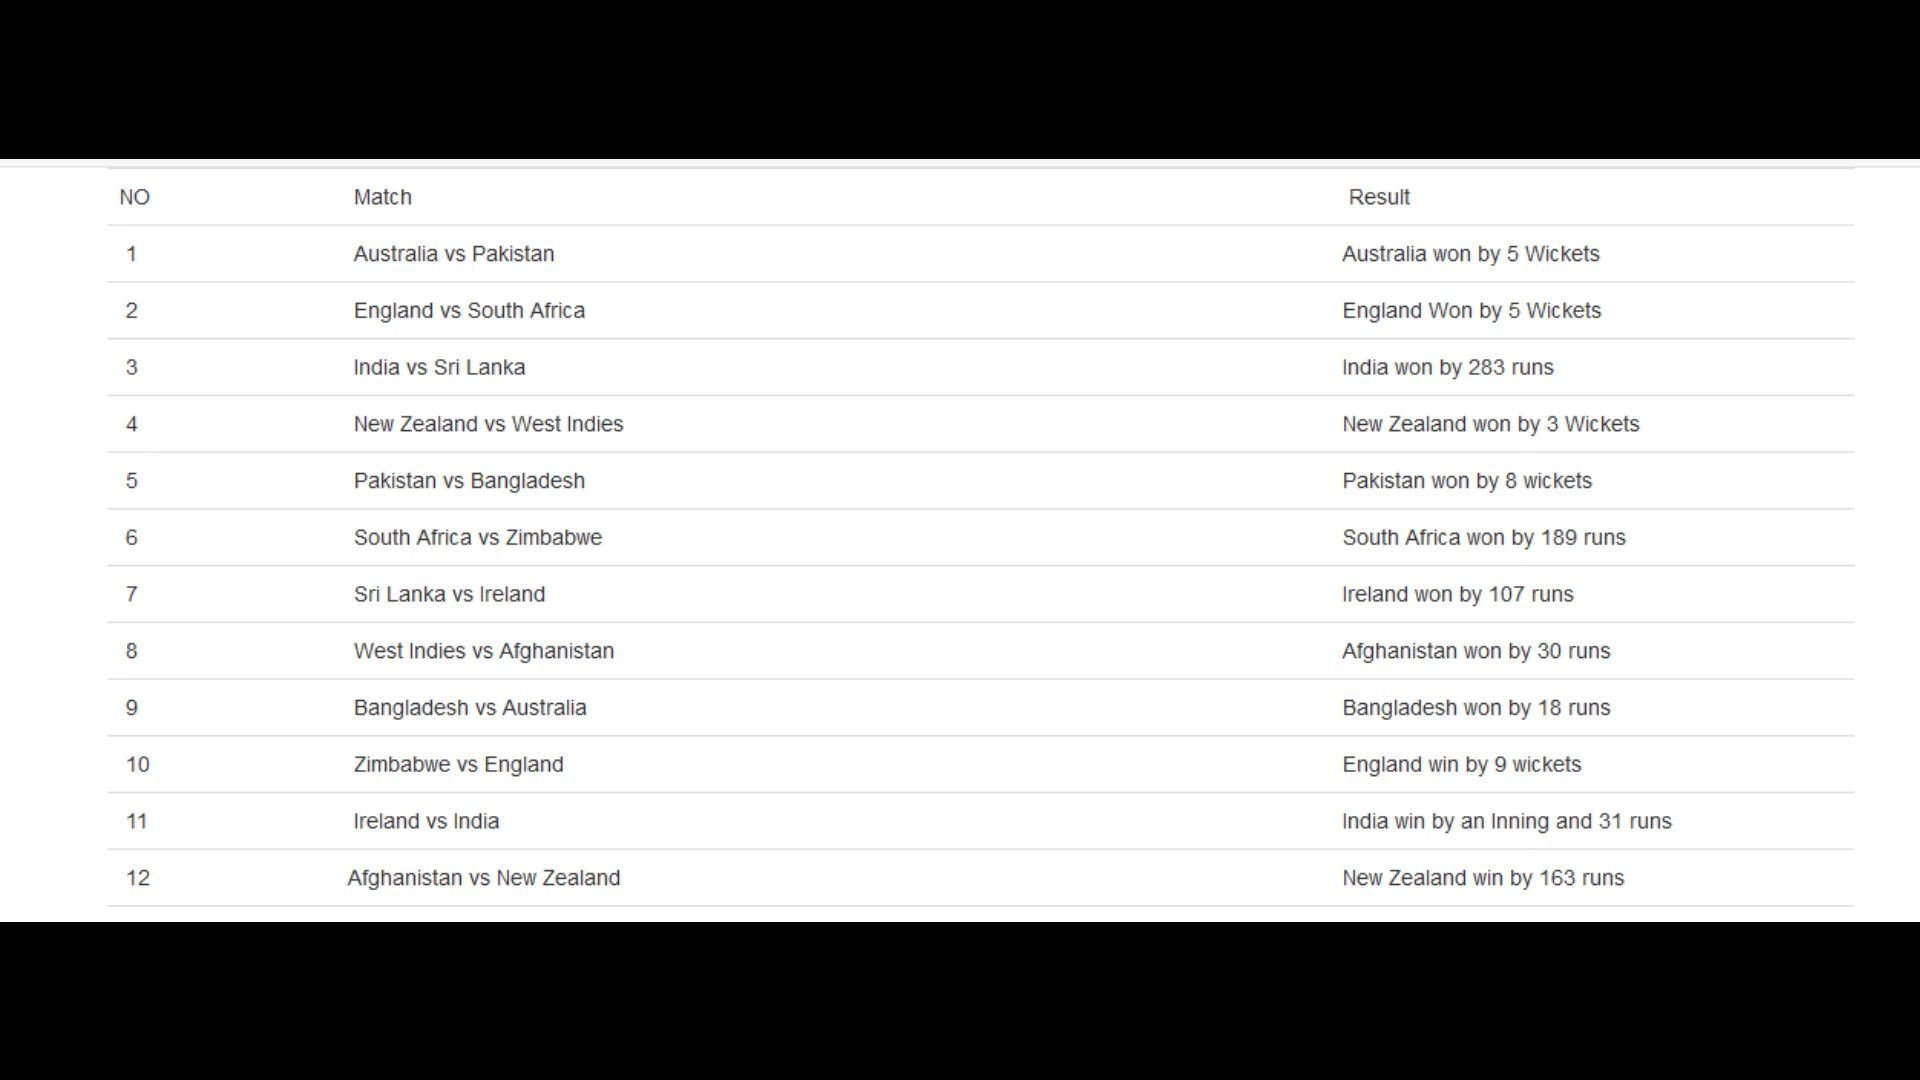 NO Match Result
1 Australia vs Pakistan Australia won by 5 Wickets
2 England vs South Africa England Won by 5 Wickets
3 India vs Sri Lanka India won by 283 runs
4 New Zealand vs West Indies New Zealand won by 3 Wickets
5 Pakistan vs Bangladesh Pakistan won by 8 wickets
6 South Africa vs Zimbabwe South Africa won by 189 runs
7 Sri Lanka vs Ireland Ireland won by 107 runs
8 West Indies vs Afghanistan Afghanistan won by 30 runs
9 Bangladesh vs Australia Bangladesh won by 18 runs
10 Zimbabwe vs England England win by 9 wickets
11 Ireland vs India India win by an Inning and 31 runs
12 Afghanistan vs New Zealand New Zealand win by 163 runs